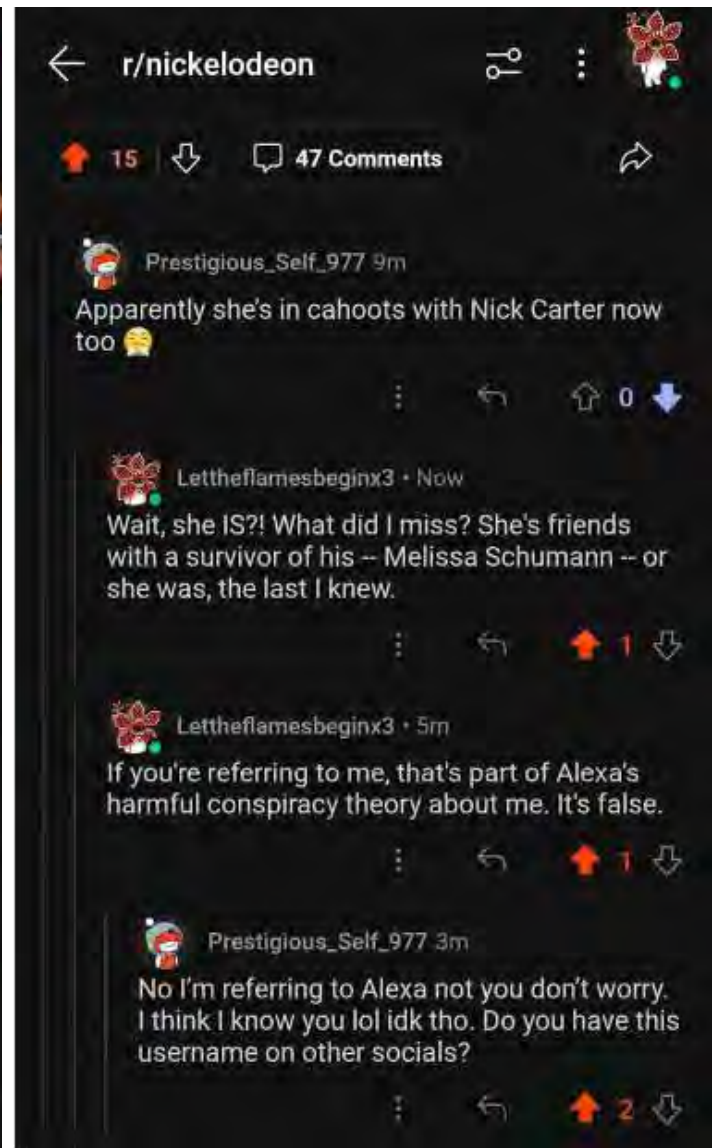 r/nickelodeon
15
47 Comments
Prestigious_Self_977 9m
Apparently she's in cahoots with Nick Carter now
too 😤
0
Lettheflamesbeginx3 • Now
Wait, she IS?! What did I miss? She's friends
with a survivor of his -- Melissa Schumann -- or
she was, the last I knew.
1
Lettheflamesbeginx3 • 5m
If you're referring to me, that's part of Alexa's
harmful conspiracy theory about me. It's false.
1
Prestigious_Self_977 3m
No I'm referring to Alexa not you don't worry.
I think I know you lol idk tho. Do you have this
username on other socials?
2